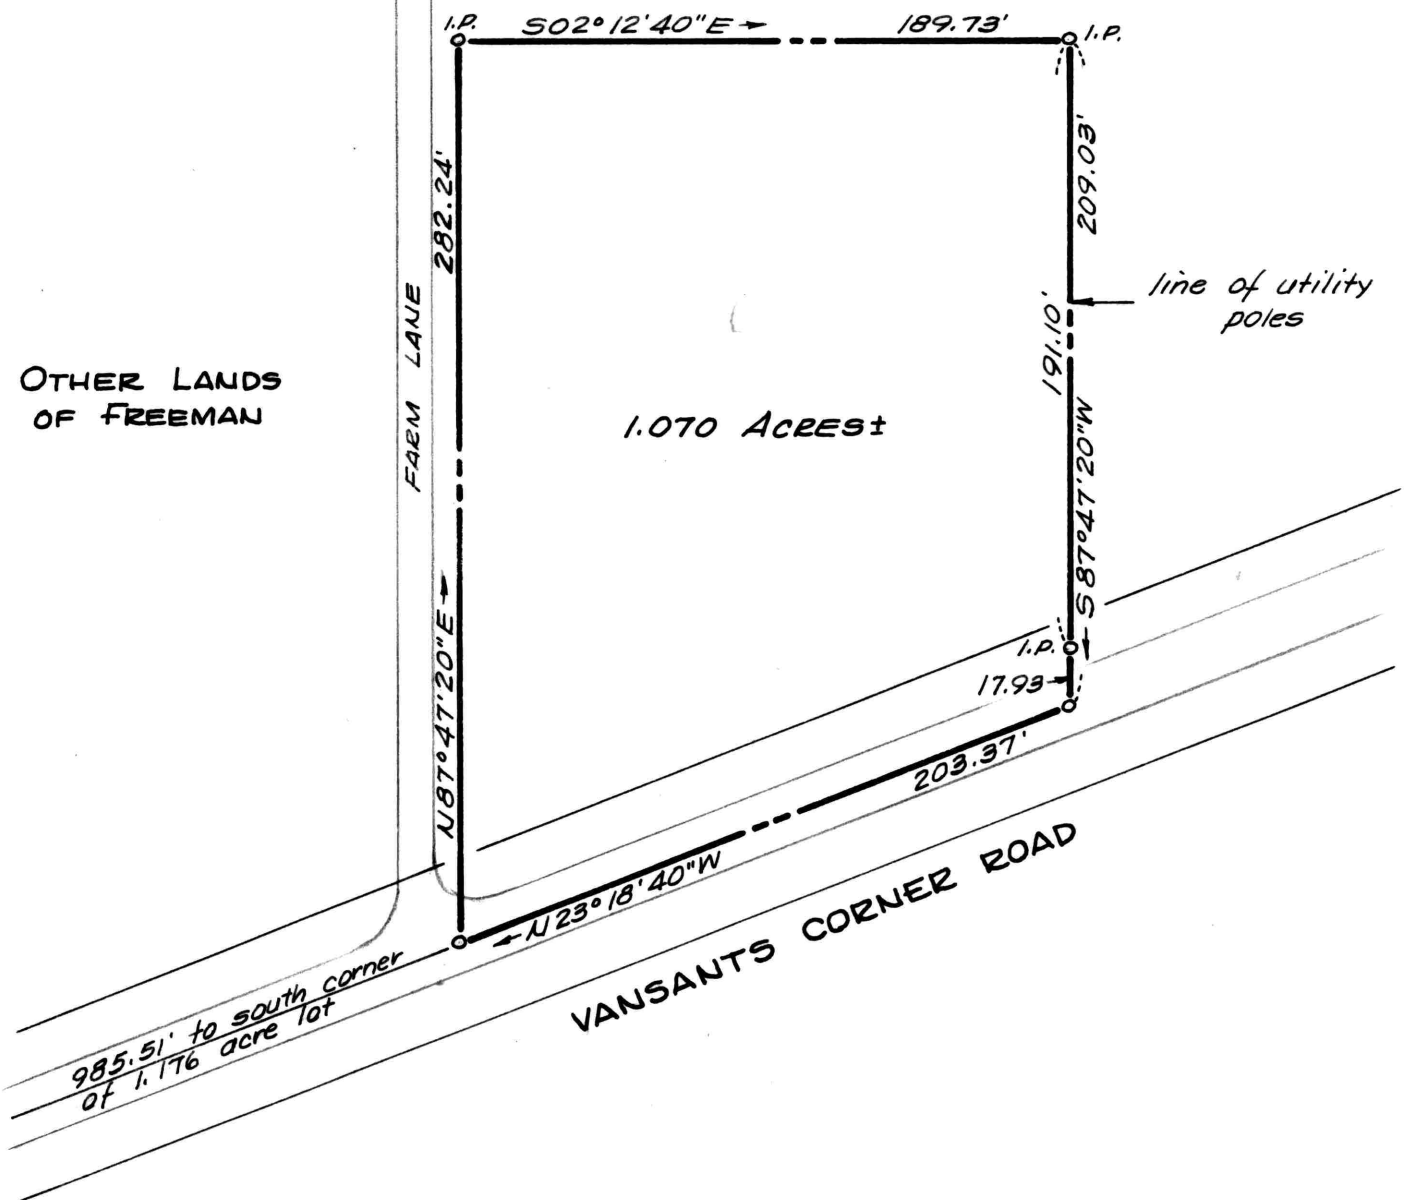 I.P.
S02°12'40"E
189.73'
I.P.
282.24'
209.03'
191.10'
line of utility
poles
FARM LANE
OTHER LANDS
OF FREEMAN
1.070 ACRES±
S87°47'20"W
I.P.
17.93
N87°47'20"E
203.37'
N23°18'40"W
VANSANTS CORNER ROAD
985.51' to south corner
of 1.176 acre lot